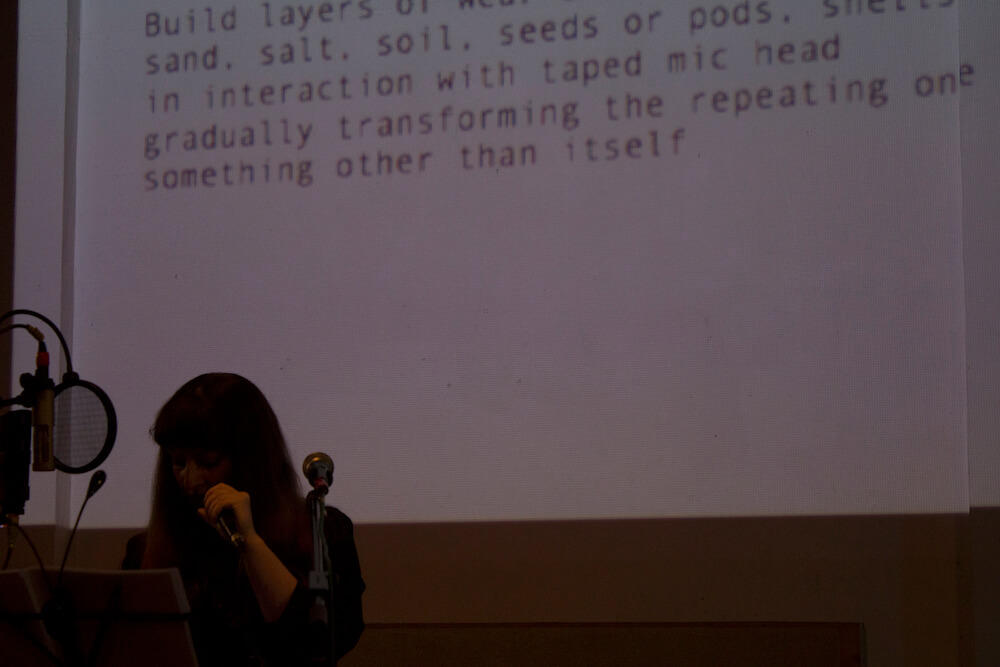 Build layers of
sand, salt, soil, seeds or pods, shells
in interaction with taped mic head
gradually transforming the repeating one
something other than itself